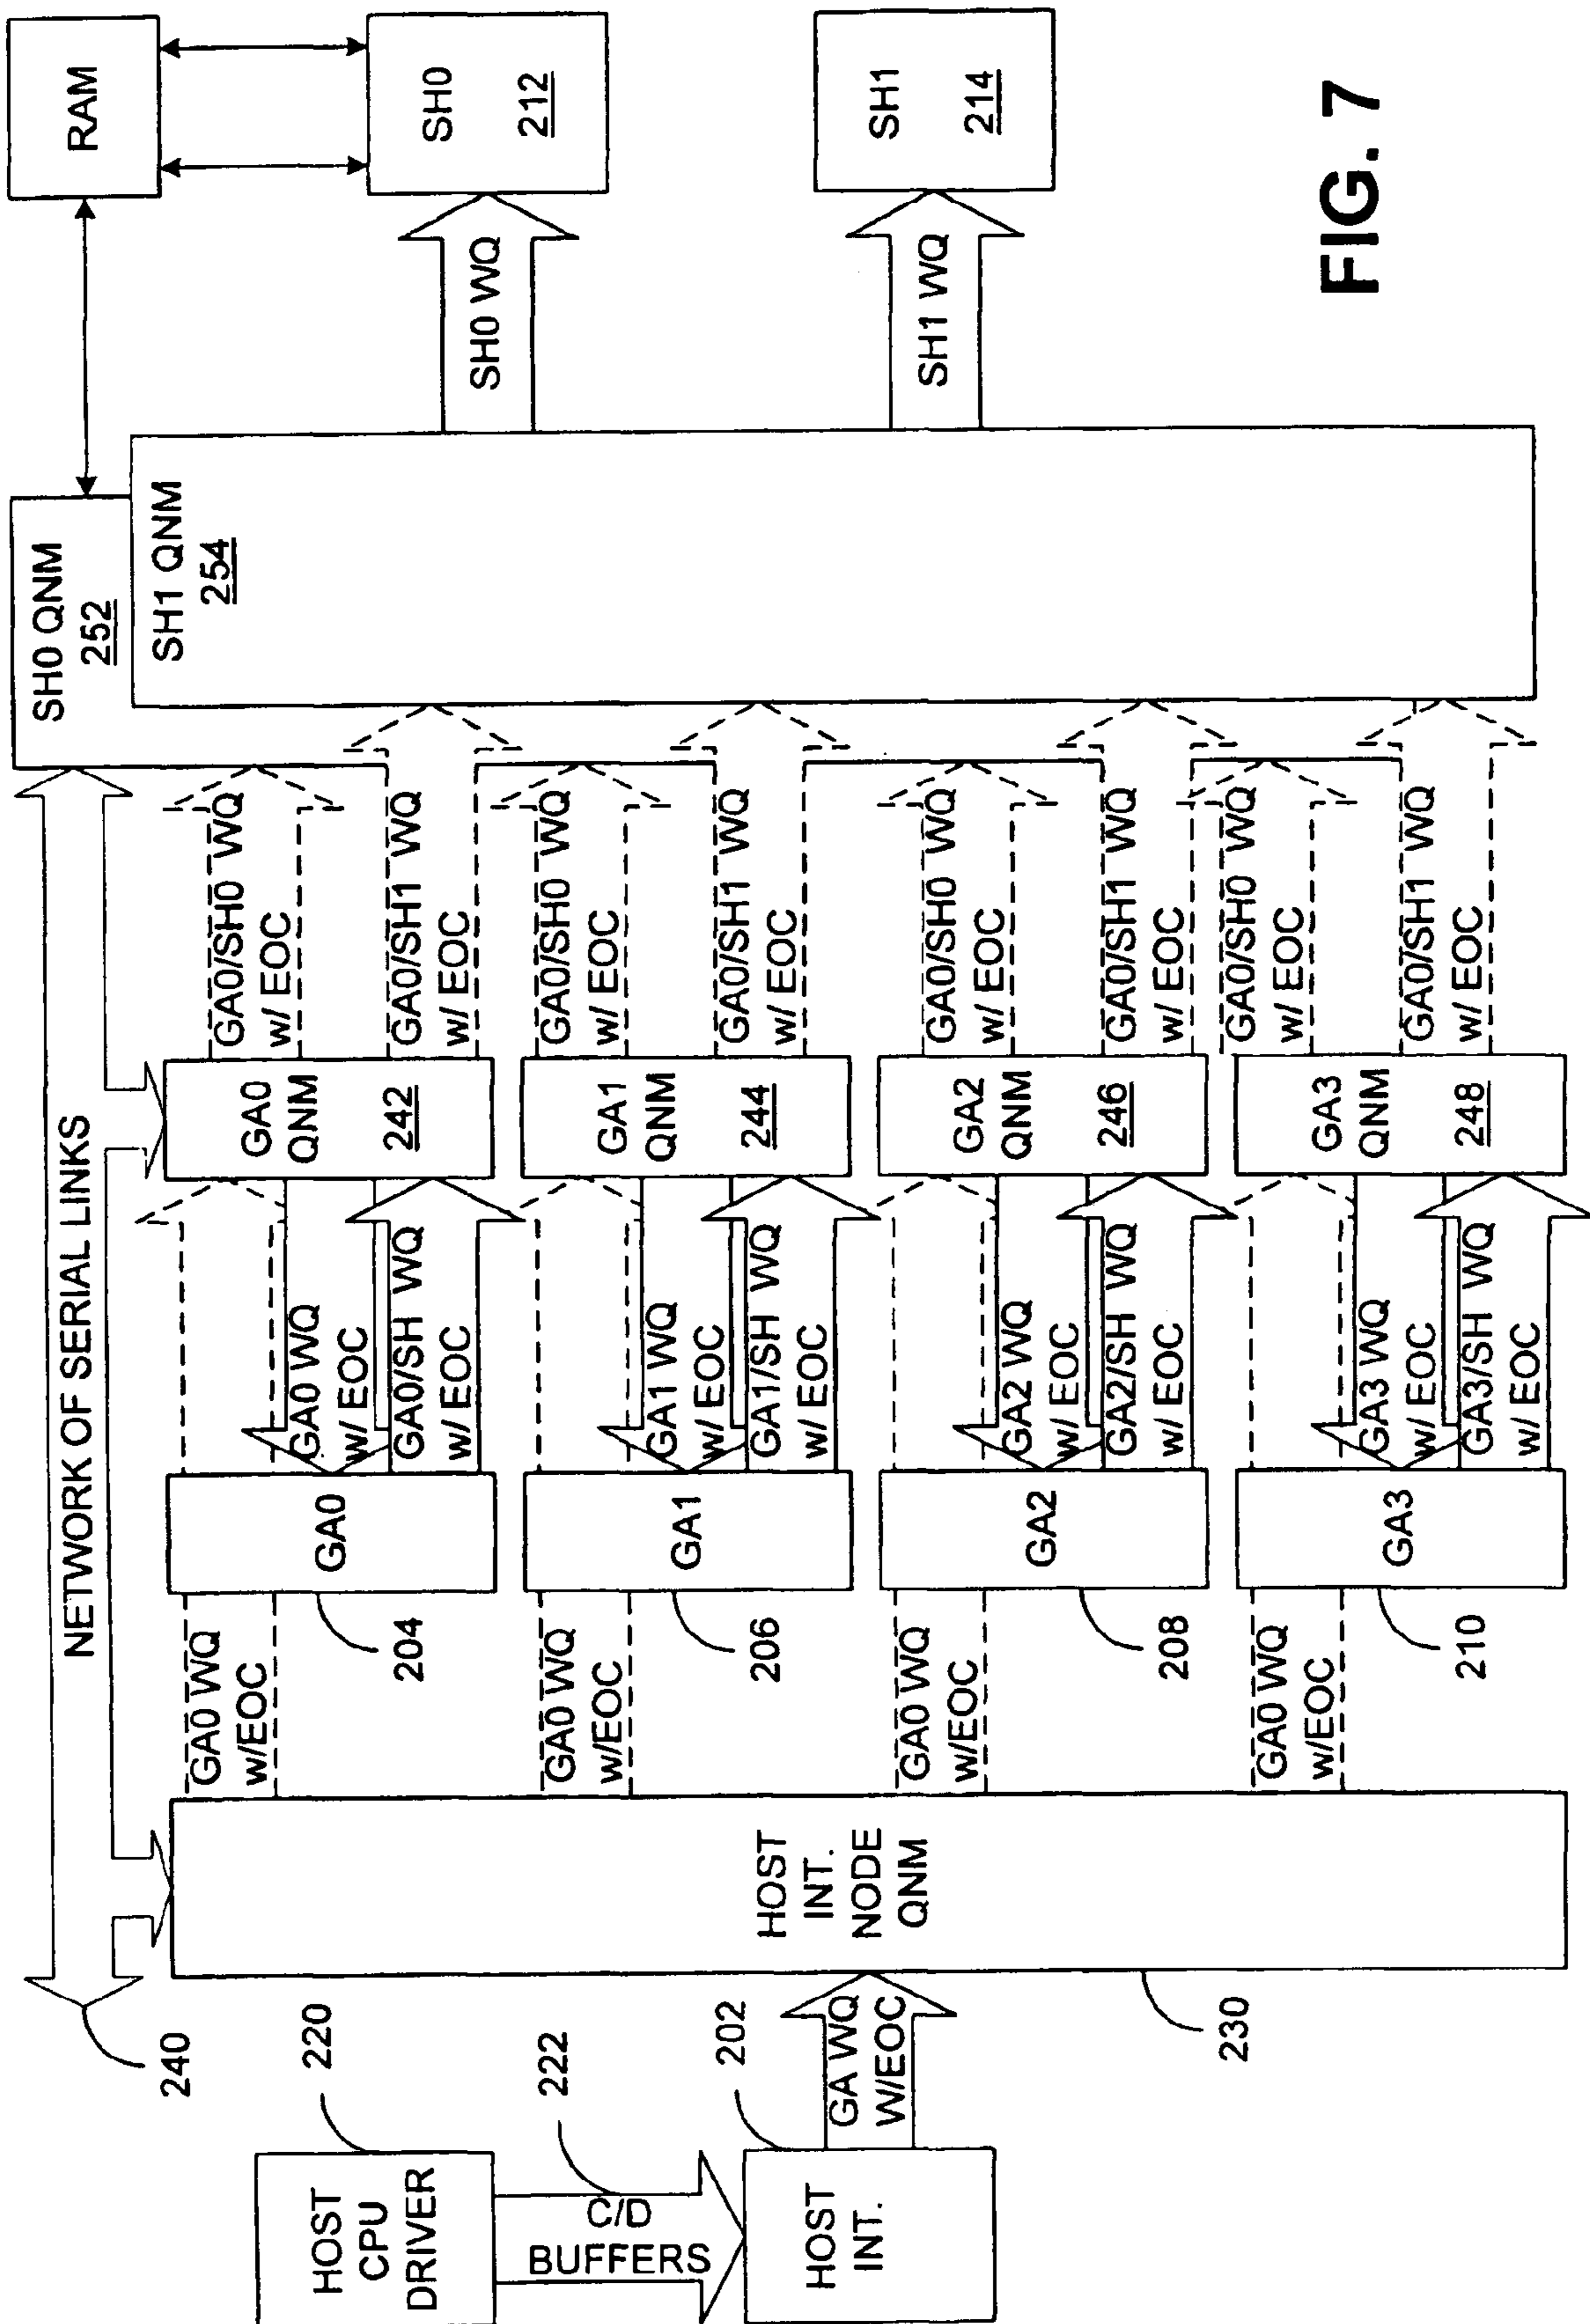 NETWORK OF SERIAL LINKS
240
HOST
CPU
DRIVER
220
C/D
BUFFERS
222
HOST
INT.
202
GA WQ
W/EOC
HOST
INT.
NODE
QNM
230
GA0 WQ
w/EOC
GA0 WQ
w/EOC
GA0 WQ
w/EOC
GA0 WQ
w/EOC
GA0
204
GA1
206
GA2
208
GA3
210
GA0 WQ
w/ EOC
GA0/SH WQ
w/ EOC
GA1 WQ
w/ EOC
GA1/SH WQ
w/ EOC
GA2 WQ
w/ EOC
GA2/SH WQ
w/ EOC
GA3 WQ
w/ EOC
GA3/SH WQ
w/ EOC
GA0
QNM
242
GA1
QNM
244
GA2
QNM
246
GA3
QNM
248
GA0/SH0 WQ
w/ EOC
GA0/SH1 WQ
w/ EOC
GA0/SH0 WQ
w/ EOC
GA0/SH1 WQ
w/ EOC
GA0/SH0 WQ
w/ EOC
GA0/SH1 WQ
w/ EOC
GA0/SH0 WQ
w/ EOC
GA0/SH1 WQ
w/ EOC
SH0 QNM
252
SH1 QNM
254
SH0 WQ
SH1 WQ
RAM
SH0
212
SH1
214
FIG. 7